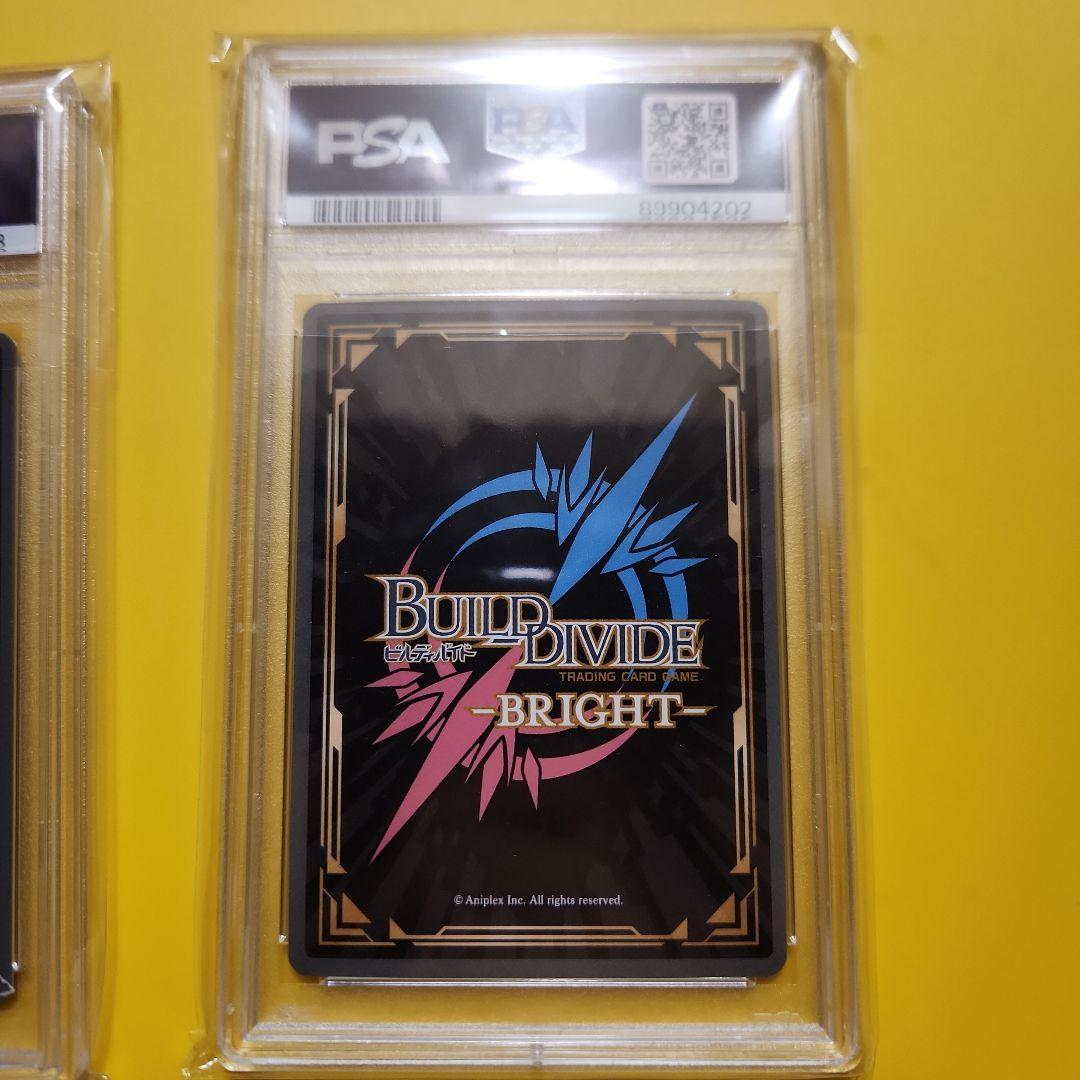 PSA
PSA
89904202
BUILD DIVIDE
ビルディバイド
TRADING CARD GAME
-BRIGHT-
© Aniplex Inc. All rights reserved.